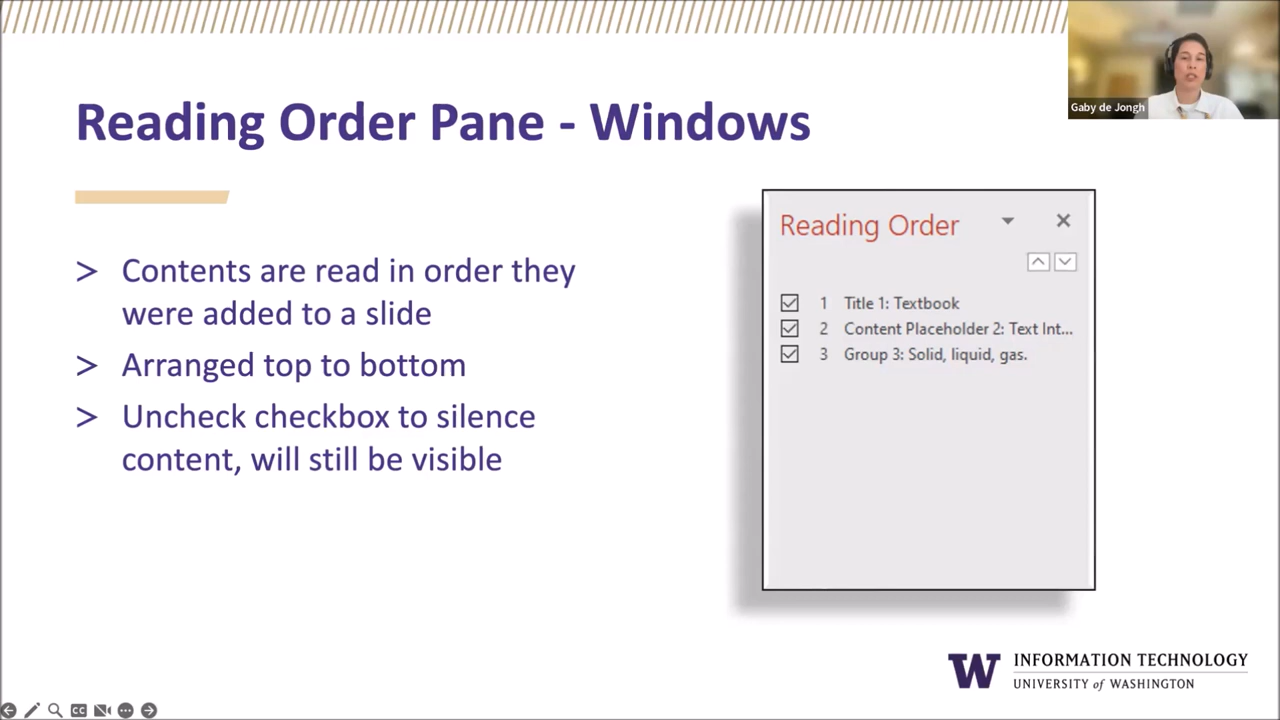 Reading Order Pane - Windows
Gaby de Jongh
> Contents are read in order they
were added to a slide
> Arranged top to bottom
> Uncheck checkbox to silence
content, will still be visible
Reading Order
1 Title 1: Textbook
2 Content Placeholder 2: Text Int...
3 Group 3: Solid, liquid, gas.
W INFORMATION TECHNOLOGY
UNIVERSITY of WASHINGTON
CC